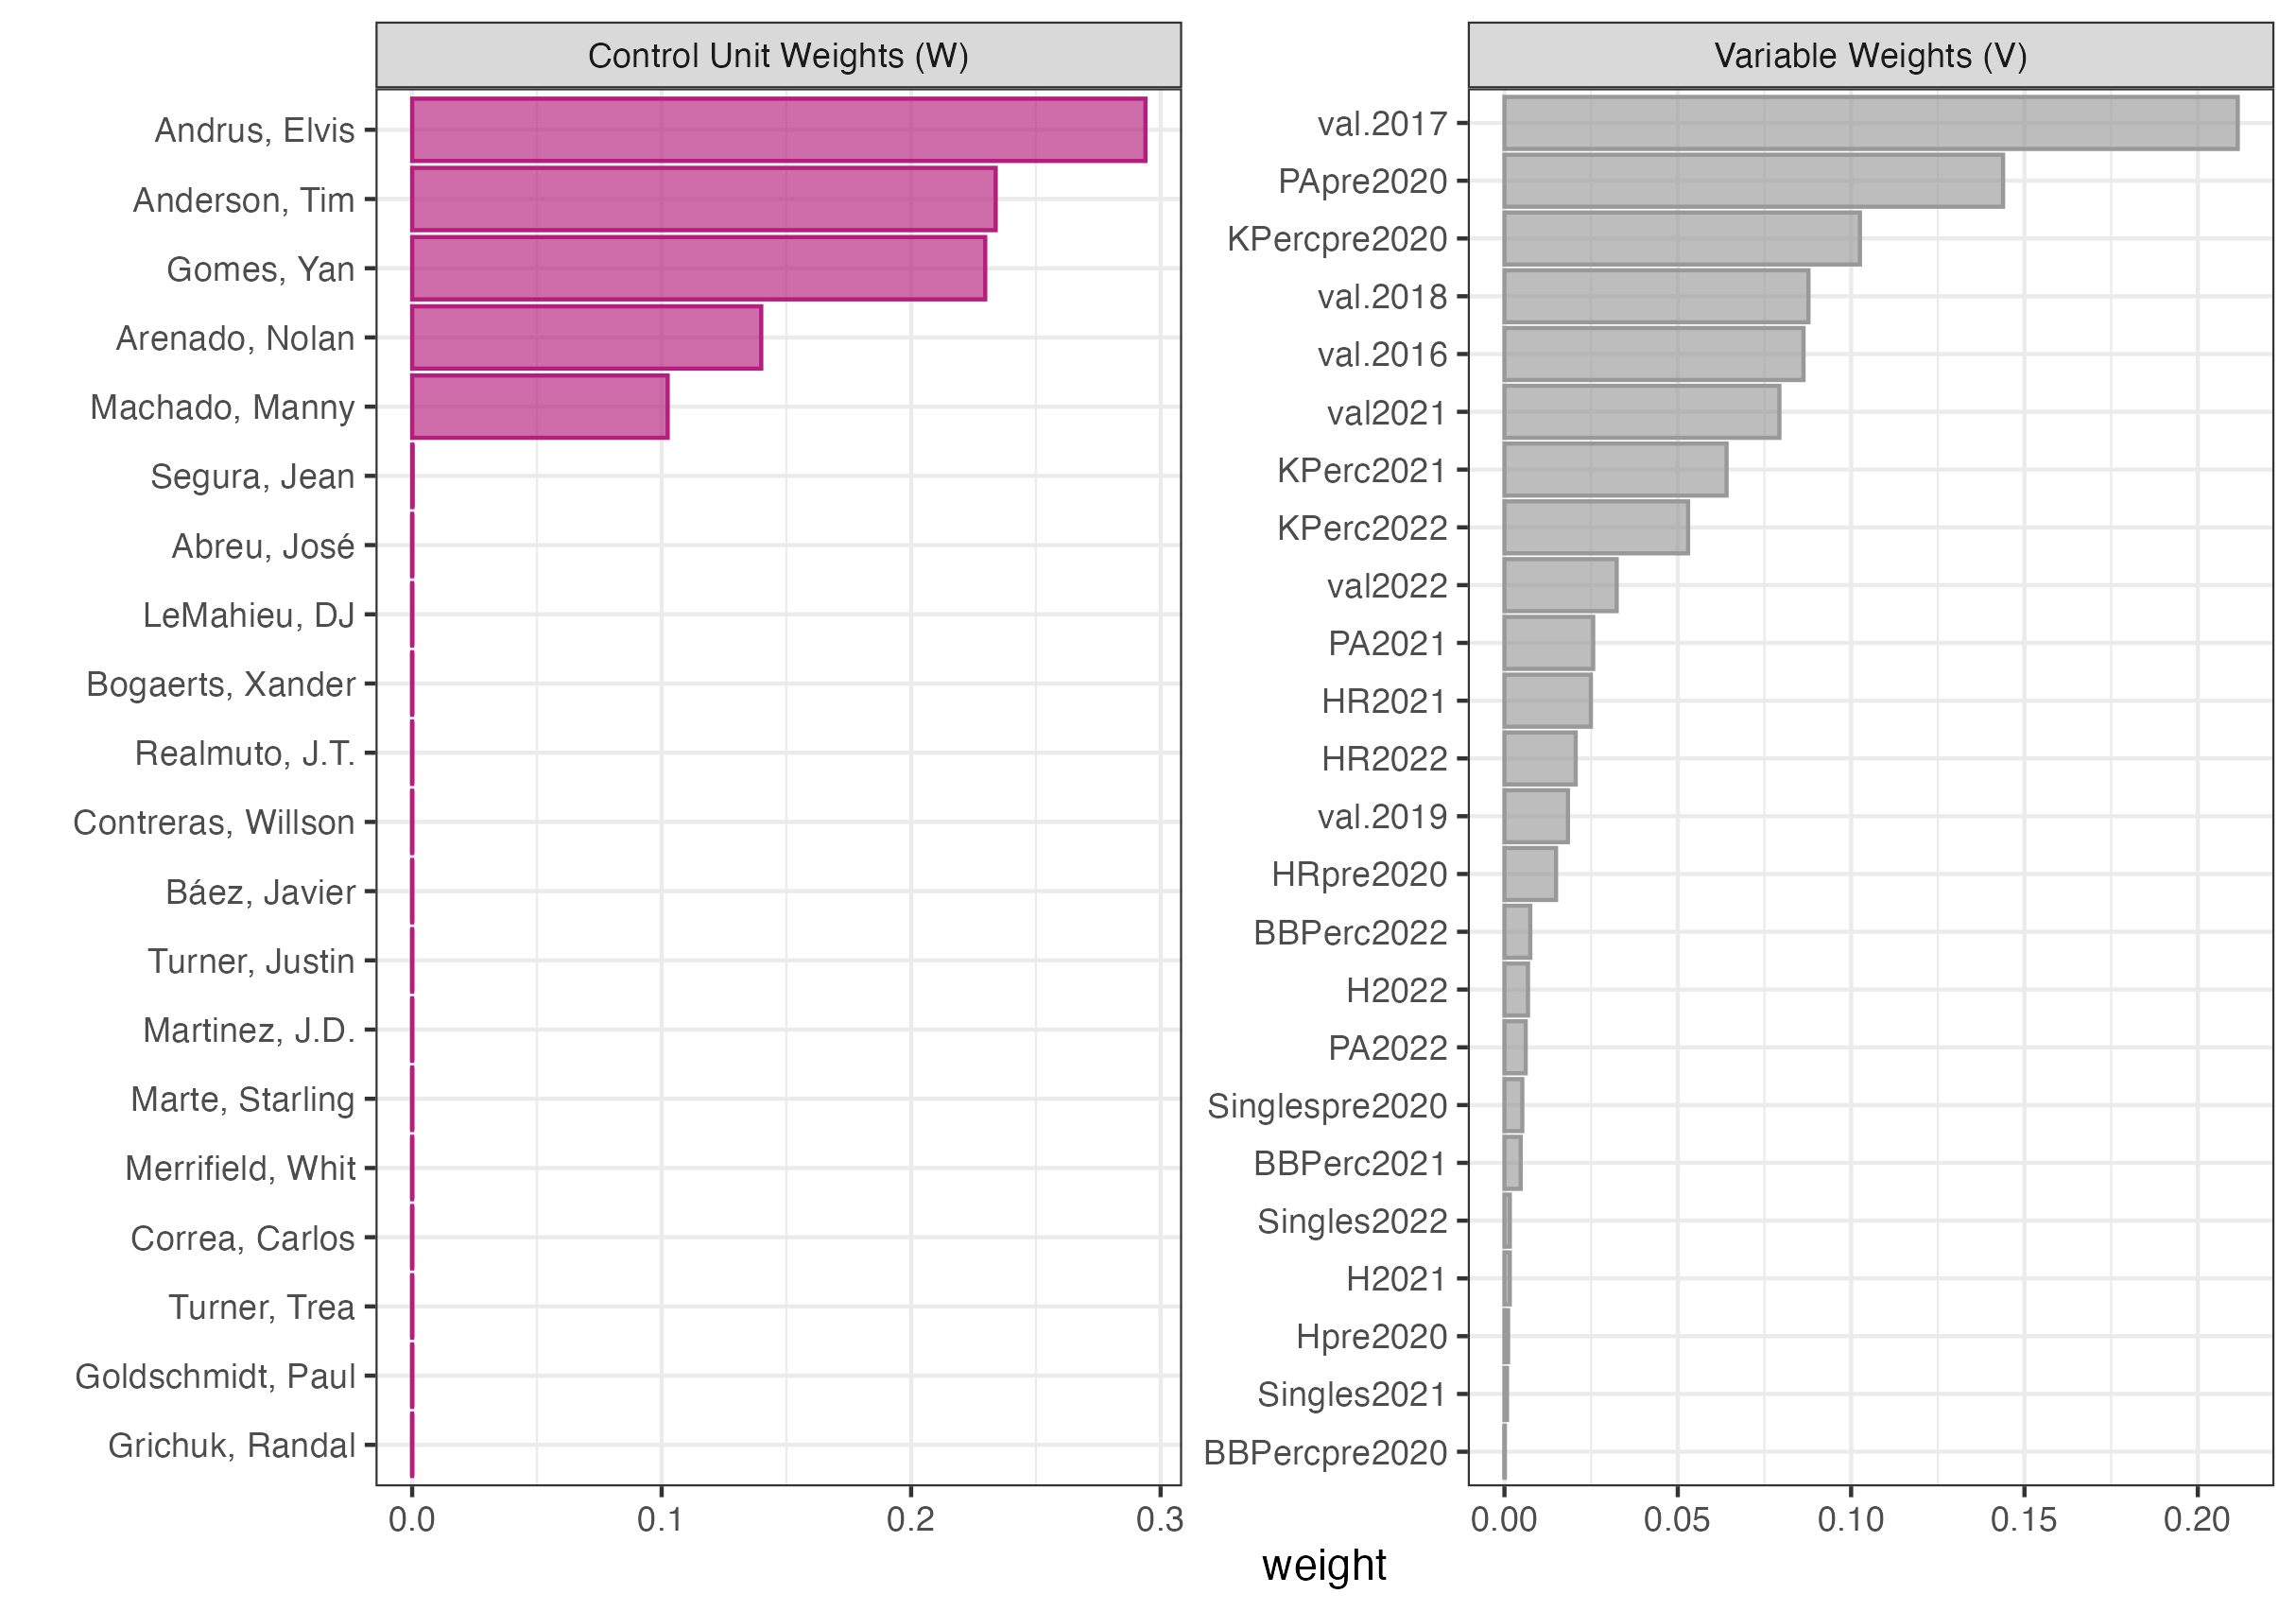 Control Unit Weights (W)
Andrus, Elvis
Anderson, Tim
Gomes, Yan
Arenado, Nolan
Machado, Manny
Segura, Jean
Abreu, José
LeMahieu, DJ
Bogaerts, Xander
Realmuto, J.T.
Contreras, Willson
Báez, Javier
Turner, Justin
Martinez, J.D.
Marte, Starling
Merrifield, Whit
Correa, Carlos
Turner, Trea
Goldschmidt, Paul
Grichuk, Randal
0.0 0.1 0.2 0.3
Variable Weights (V)
val.2017
PApre2020
KPercpre2020
val.2018
val.2016
val2021
KPerc2021
KPerc2022
val2022
PA2021
HR2021
HR2022
val.2019
HRpre2020
BBPerc2022
H2022
PA2022
Singlespre2020
BBPerc2021
Singles2022
H2021
Hpre2020
Singles2021
BBPercpre2020
0.00 0.05 0.10 0.15 0.20
weight